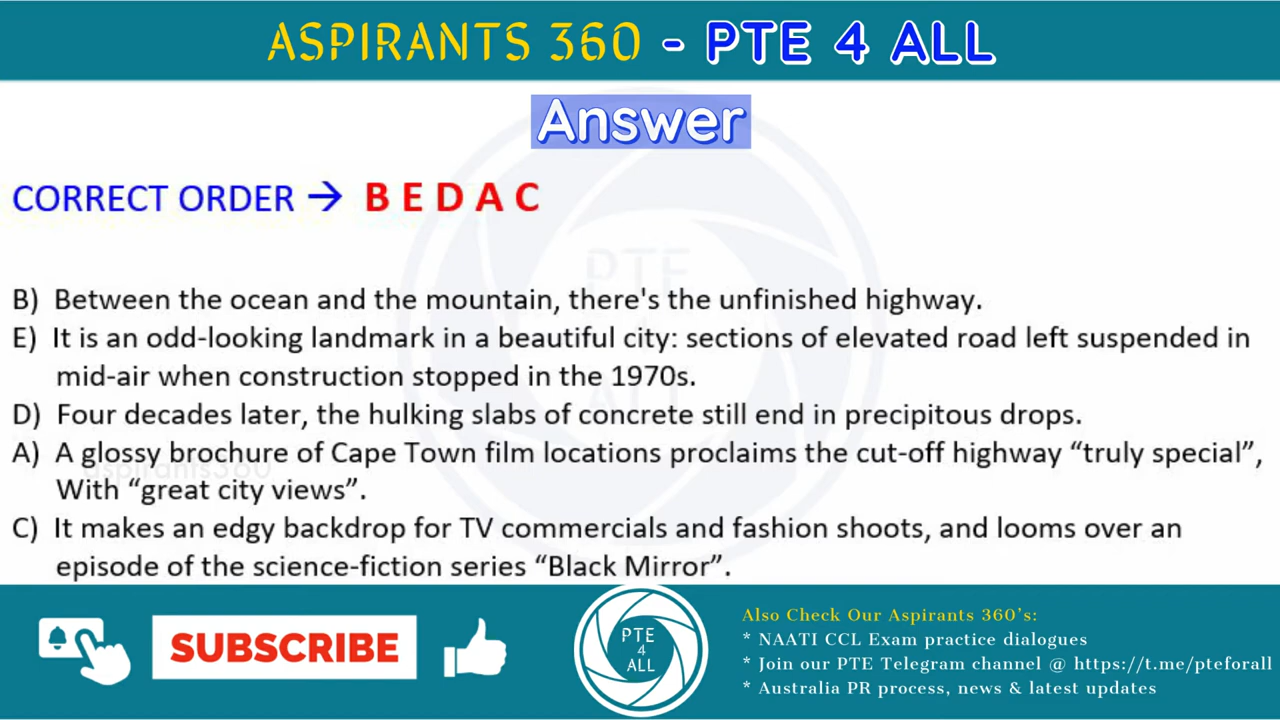 ASPIRANTS 360 - PTE 4 ALL
Answer
CORRECT ORDER → B E D A C
B) Between the ocean and the mountain, there's the unfinished highway.
E) It is an odd-looking landmark in a beautiful city: sections of elevated road left suspended in
mid-air when construction stopped in the 1970s.
D) Four decades later, the hulking slabs of concrete still end in precipitous drops.
A) A glossy brochure of Cape Town film locations proclaims the cut-off highway “truly special”,
With “great city views”.
C) It makes an edgy backdrop for TV commercials and fashion shoots, and looms over an
episode of the science-fiction series “Black Mirror”.
PTE
4
ALL
aspirants360
SUBSCRIBE
PTE
4
ALL
Also Check Our Aspirants 360's:
* NAATI CCL Exam practice dialogues
* Join our PTE Telegram channel @ https://t.me/pteforall
* Australia PR process, news & latest updates